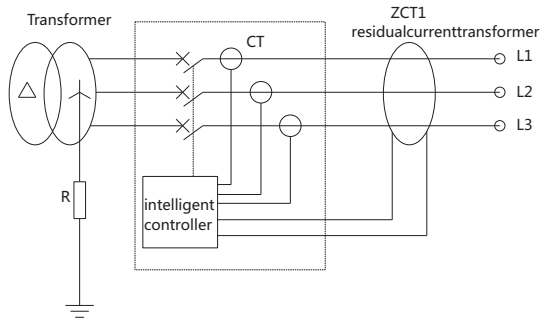 Transformer
CT
ZCT1
residualcurrenttransformer
L1
L2
L3
R
intelligent
controller